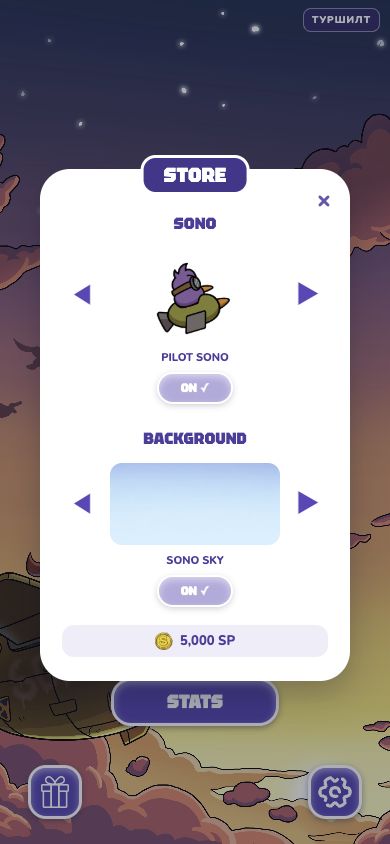 ТУРШИЛТ
STORE
SONO
PILOT SONO
ON ✓
BACKGROUND
SONO SKY
ON ✓
5,000 SP
STATS